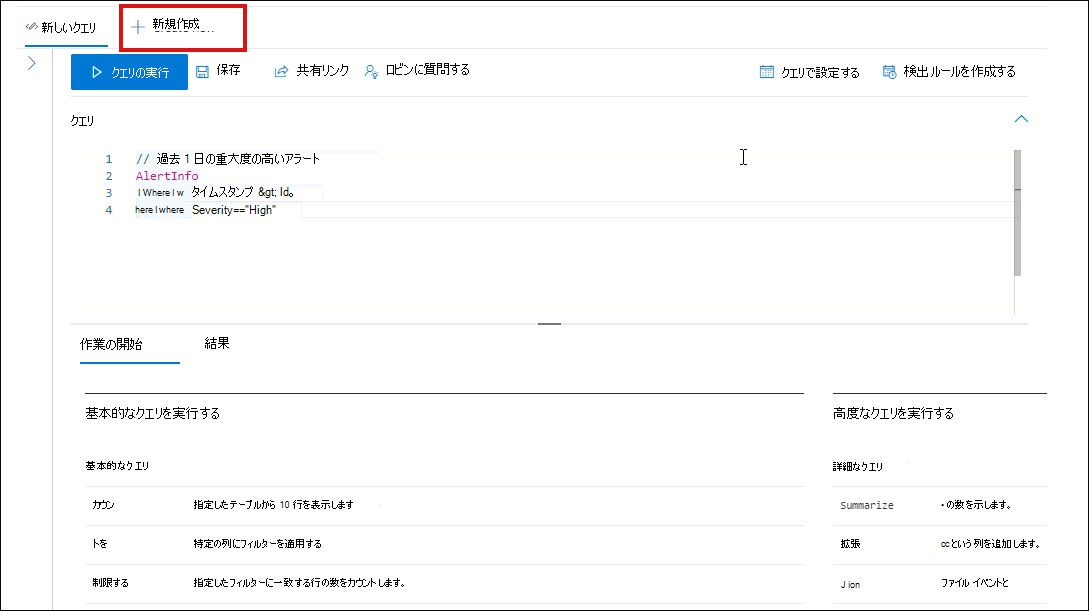 新しいクエリ
新規作成
クエリの実行
保存
共有リンク
ロビンに質問する
クエリで設定する
検出ルールを作成する
クエリ
1 // 過去 1 日の重大度の高いアラート
2 AlertInfo
3 | Where | w タイムスタンプ &gt; ld。
4 here | where Severity=="High"
作業の開始
結果
基本的なクエリを実行する
高度なクエリを実行する
基本的なクエリ
詳細なクエリ
カウン 指定したテーブルから 10 行を表示します
Summarize ・の数を示します。
トを 特定の列にフィルターを適用する
拡張 ccという列を追加します。
制限する 指定したフィルターに一致する行の数をカウントします。
J ion ファイル イベントと